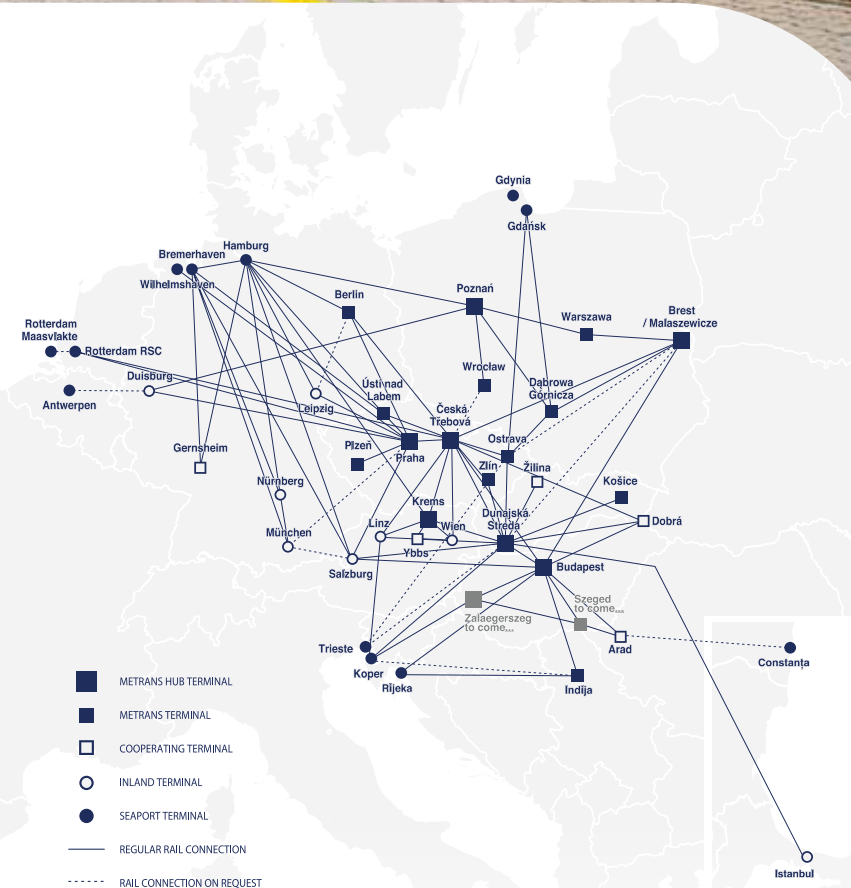 Gdynia
Gdańsk
Hamburg
Bremerhaven
Wilhelmshaven
Berlin
Poznań
Warszawa
Brest
/ Malaszewicze
Rotterdam
Maasvlakte
Rotterdam RSC
Duisburg
Antwerpen
Leipzig
Ústí nad
Labem
Wrocław
Dąbrowa
Górnicza
Česká
Třebová
Gernsheim
Plzeň
Praha
Ostrava
Zlín
Žilina
Nürnberg
Košice
Krems
Dunajská
Streda
Linz
Wien
Dobrá
München
Ybbs
Salzburg
Budapest
Szeged
to come...
Zalaegerszeg
to come...
Trieste
Arad
Koper
Rijeka
Indija
Constanța
METRANS HUB TERMINAL
METRANS TERMINAL
COOPERATING TERMINAL
INLAND TERMINAL
SEAPORT TERMINAL
REGULAR RAIL CONNECTION
RAIL CONNECTION ON REQUEST
Istanbul